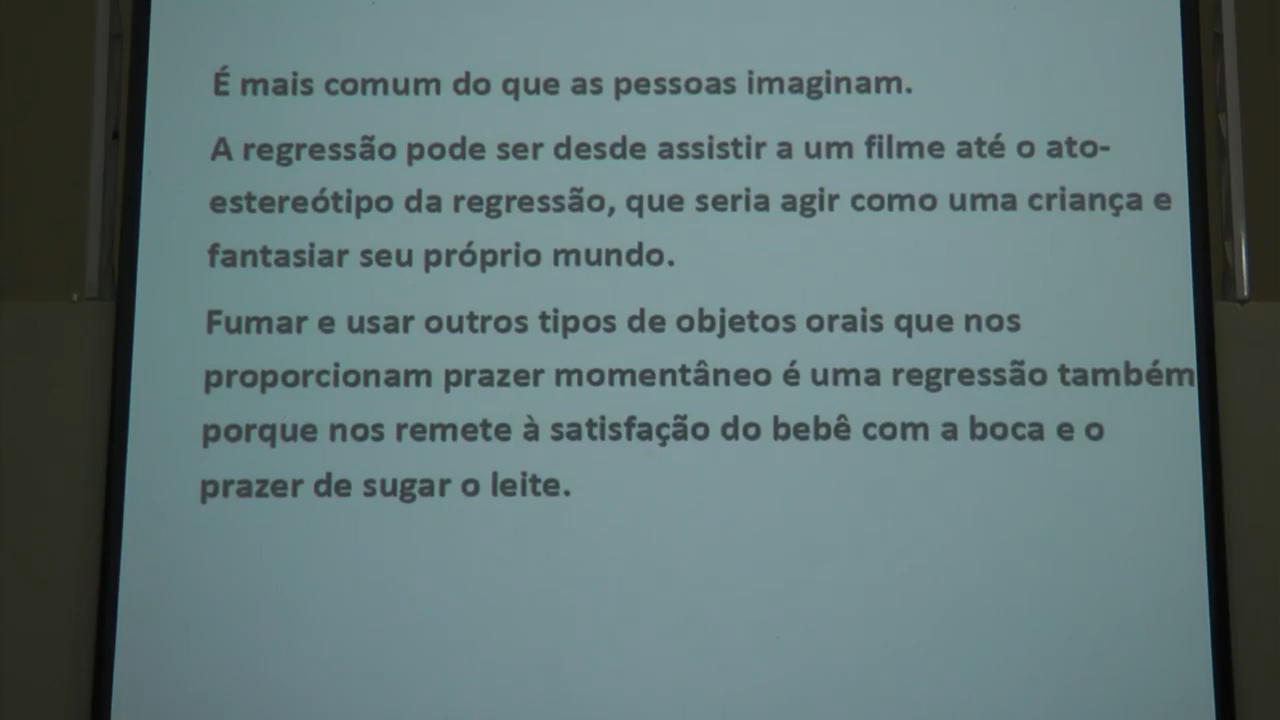 É mais comum do que as pessoas imaginam.
A regressão pode ser desde assistir a um filme até o ato-
estereótipo da regressão, que seria agir como uma criança e
fantasiar seu próprio mundo.
Fumar e usar outros tipos de objetos orais que nos
proporcionam prazer momentâneo é uma regressão também
porque nos remete à satisfação do bebê com a boca e o
prazer de sugar o leite.